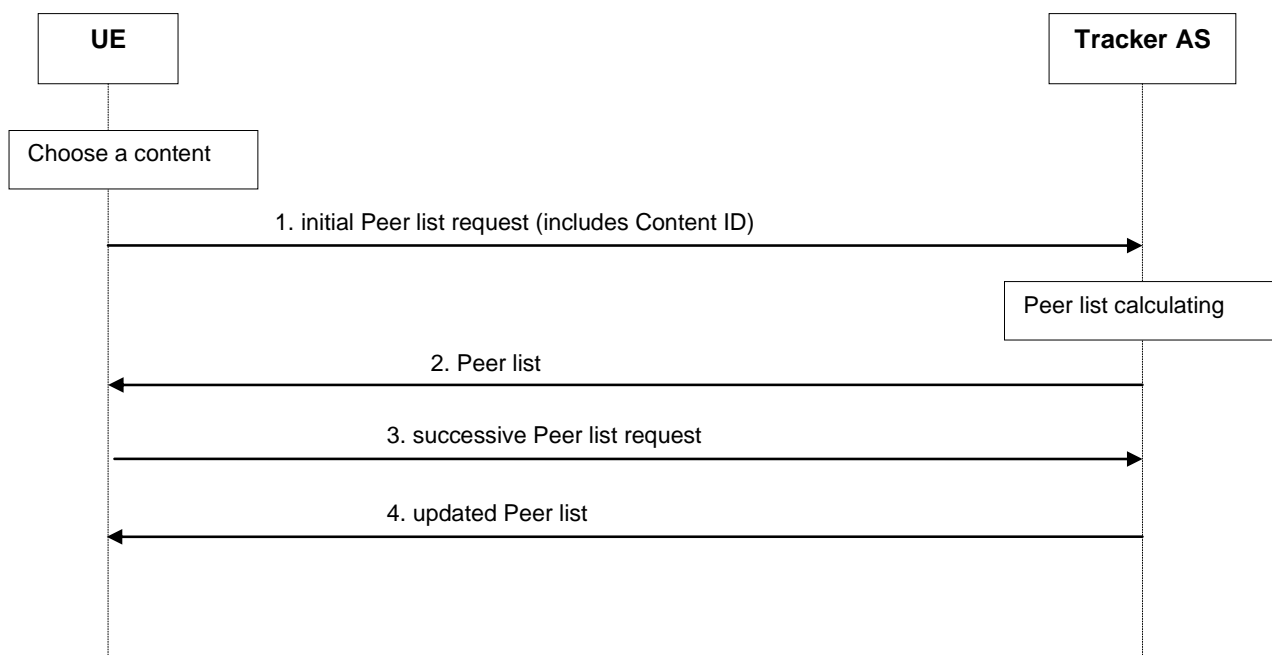 UE
Tracker AS
Choose a content
1. initial Peer list request (includes Content ID)
Peer list calculating
2. Peer list
3. successive Peer list request
4. updated Peer list